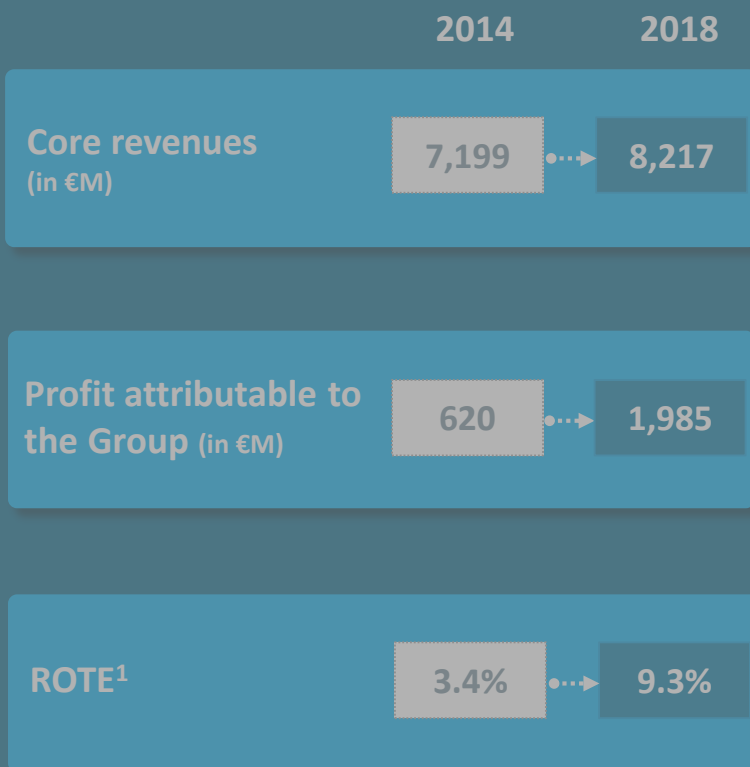 2014 2018
Core revenues
(in €M)
7,199 8,217
Profit attributable to
the Group (in €M)
620 1,985
ROTE¹ 3.4% 9.3%